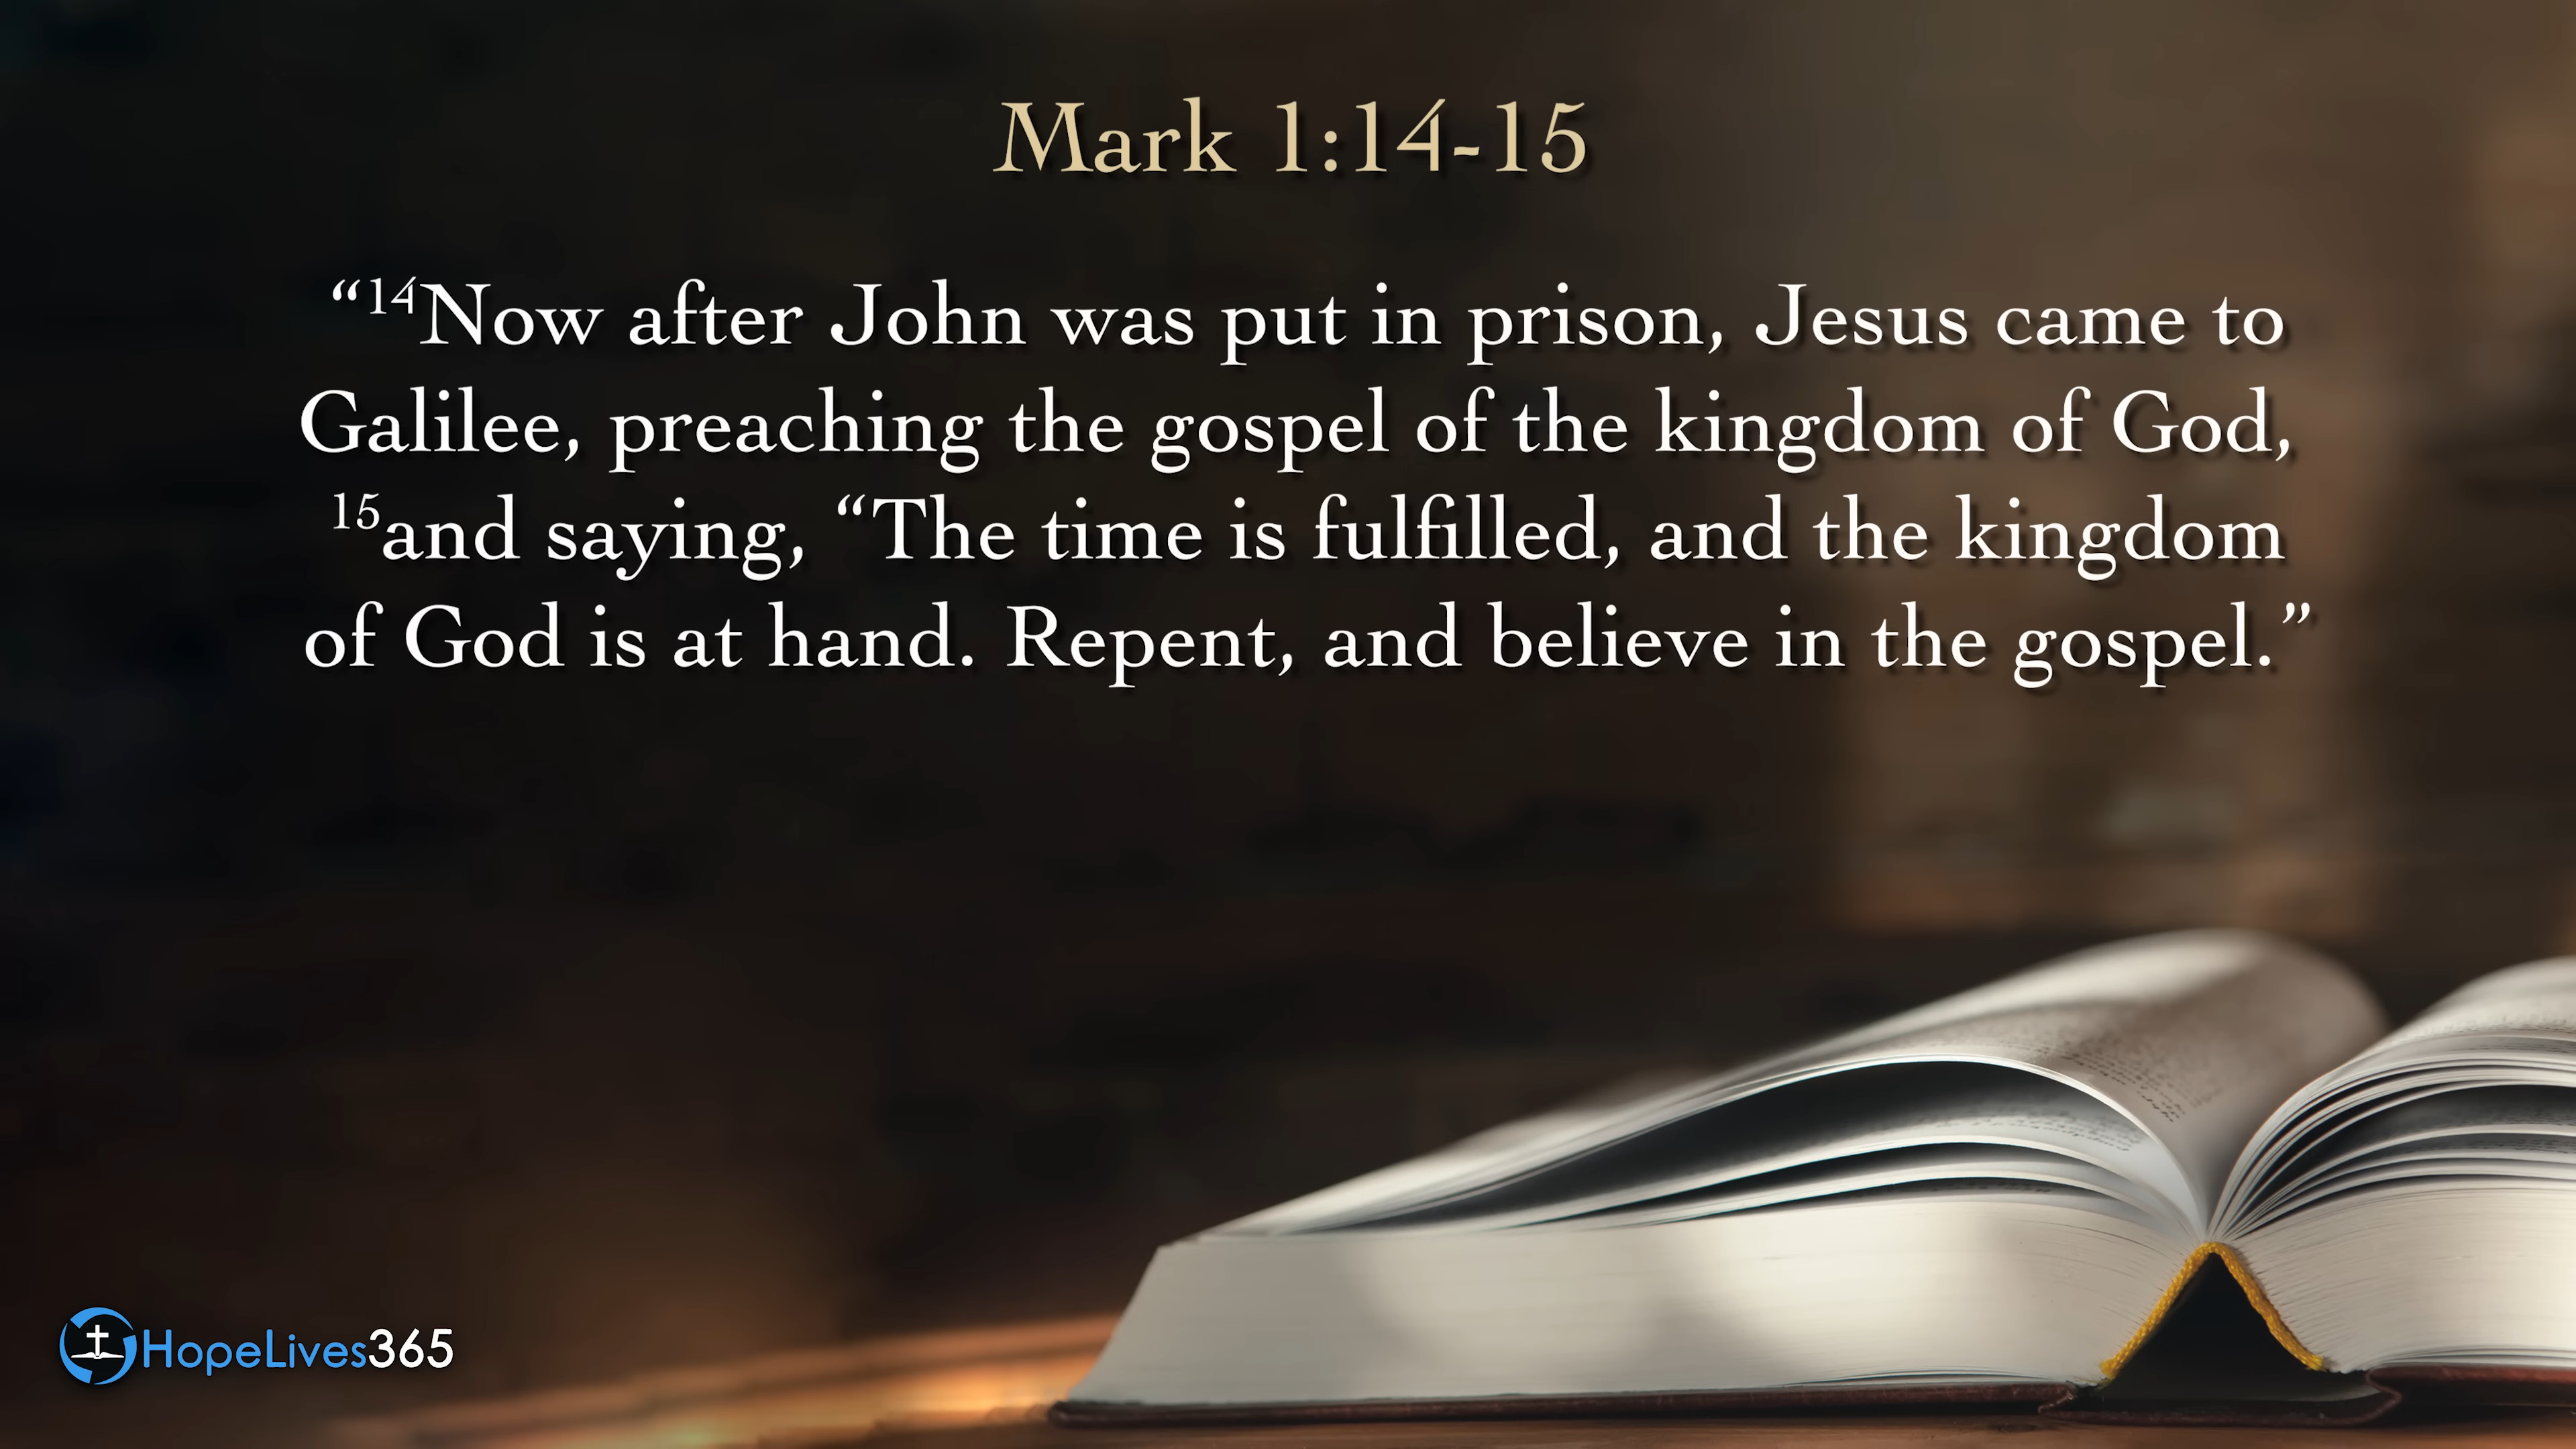 Mark 1:14-15
“14Now after John was put in prison, Jesus came to
Galilee, preaching the gospel of the kingdom of God,
15and saying, “The time is fulfilled, and the kingdom
of God is at hand. Repent, and believe in the gospel.”
HopeLives365